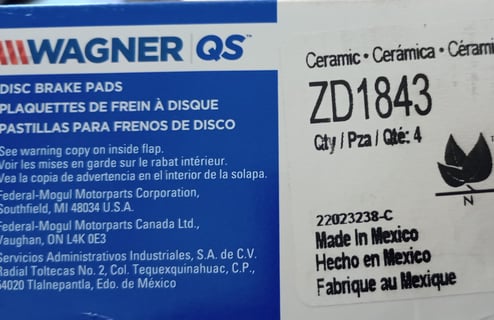 WAGNER QS™
DISC BRAKE PADS
PLAQUETTES DE FREIN À DISQUE
PASTILLAS PARA FRENOS DE DISCO
See warning copy on inside flap.
Voir les mises en garde sur le rabat intérieur.
Vea la copia de advertencia en el interior de la solapa.
Federal-Mogul Motorparts Corporation,
Southfield, MI 48034 U.S.A.
Federal-Mogul Motorparts Canada Ltd.,
Vaughan, ON L4K 0E3
Servicios Administrativos Industriales, S.A. de C.V.
Radial Toltecas No. 2, Col. Tequexquinahuac, C.P.,
54020 Tlalnepantla, Edo. de México
Ceramic • Cerámica • Cérami
ZD1843
Qty / Pza / Qté: 4
N
22023238-C
Made In Mexico
Hecho en Mexico
Fabrique au Mexique